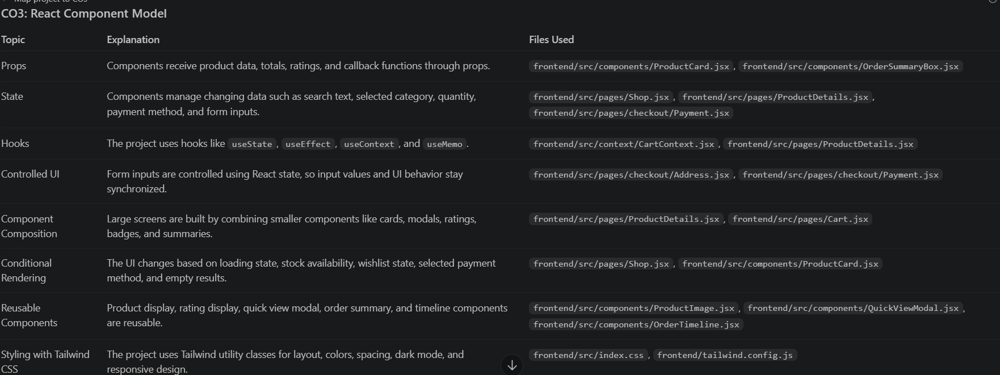 Map project to COs
CO3: React Component Model
Topic Explanation Files Used
Props Components receive product data, totals, ratings, and callback functions through props. frontend/src/components/ProductCard.jsx , frontend/src/components/OrderSummaryBox.jsx
State Components manage changing data such as search text, selected category, quantity, frontend/src/pages/Shop.jsx , frontend/src/pages/ProductDetails.jsx ,
payment method, and form inputs. frontend/src/pages/checkout/Payment.jsx
Hooks The project uses hooks like useState , useEffect , useContext , and useMemo . frontend/src/context/CartContext.jsx , frontend/src/pages/ProductDetails.jsx
Controlled UI Form inputs are controlled using React state, so input values and UI behavior stay frontend/src/pages/checkout/Address.jsx , frontend/src/pages/checkout/Payment.jsx
synchronized.
Component Large screens are built by combining smaller components like cards, modals, ratings, frontend/src/pages/ProductDetails.jsx , frontend/src/pages/Cart.jsx
Composition badges, and summaries.
Conditional The UI changes based on loading state, stock availability, wishlist state, selected payment frontend/src/pages/Shop.jsx , frontend/src/components/ProductCard.jsx
Rendering method, and empty results.
Reusable Product display, rating display, quick view modal, order summary, and timeline components frontend/src/components/ProductImage.jsx , frontend/src/components/QuickViewModal.jsx ,
Components are reusable. frontend/src/components/OrderTimeline.jsx
Styling with Tailwind The project uses Tailwind utility classes for layout, colors, spacing, dark mode, and frontend/src/index.css , frontend/tailwind.config.js
CSS responsive design.